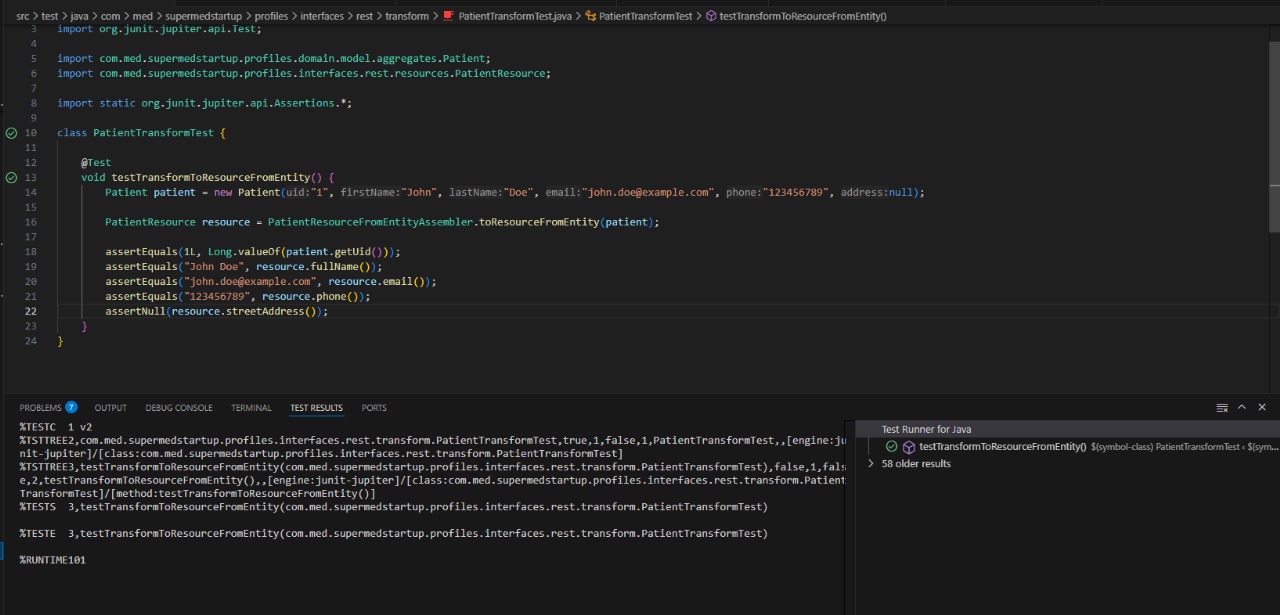 src > test > java > com > med > supermedstartup > profiles > interfaces > rest > transform > PatientTransformTest.java > PatientTransformTest > testTransformToResourceFromEntity()
3 import org.junit.jupiter.api.Test;
4
5 import com.med.supermedstartup.profiles.domain.model.aggregates.Patient;
6 import com.med.supermedstartup.profiles.interfaces.rest.resources.PatientResource;
7
8 import static org.junit.jupiter.api.Assertions.*;
9
10 class PatientTransformTest {
11
12 @Test
13 void testTransformToResourceFromEntity() {
14 Patient patient = new Patient(uid:"1", firstName:"John", lastName:"Doe", email:"john.doe@example.com", phone:"123456789", address:null);
15
16 PatientResource resource = PatientResourceFromEntityAssembler.toResourceFromEntity(patient);
17
18 assertEquals(1L, Long.valueOf(patient.getUid()));
19 assertEquals("John Doe", resource.fullName());
20 assertEquals("john.doe@example.com", resource.email());
21 assertEquals("123456789", resource.phone());
22 assertNull(resource.streetAddress());
23 }
24 }
PROBLEMS 7 OUTPUT DEBUG CONSOLE TERMINAL TEST RESULTS PORTS
%TESTC 1 v2
%TSTTREE2,com.med.supermedstartup.profiles.interfaces.rest.transform.PatientTransformTest,true,1,false,1,PatientTransformTest,,[engine:ju
nit-jupiter]/[class:com.med.supermedstartup.profiles.interfaces.rest.transform.PatientTransformTest]
%TSTTREE3,testTransformToResourceFromEntity(com.med.supermedstartup.profiles.interfaces.rest.transform.PatientTransformTest),false,1,fals
e,2,testTransformToResourceFromEntity(),,[engine:junit-jupiter]/[class:com.med.supermedstartup.profiles.interfaces.rest.transform.Patient
TransformTest]/[method:testTransformToResourceFromEntity()]
%TESTS 3,testTransformToResourceFromEntity(com.med.supermedstartup.profiles.interfaces.rest.transform.PatientTransformTest)
%TESTE 3,testTransformToResourceFromEntity(com.med.supermedstartup.profiles.interfaces.rest.transform.PatientTransformTest)
%RUNTIME101
Test Runner for Java
testTransformToResourceFromEntity() $(symbol-class) PatientTransformTest < $(sym...
58 older results